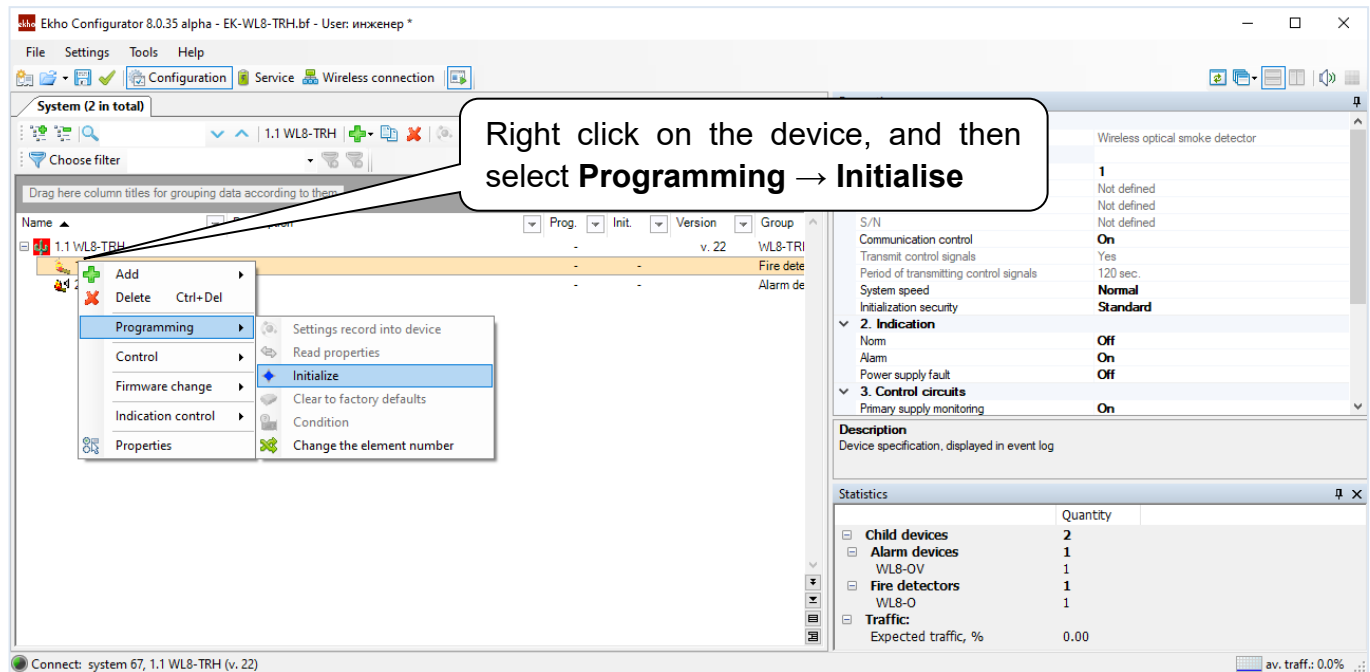 Ekho Configurator 8.0.35 alpha - EK-WL8-TRH.bf - User: инженер *
File Settings Tools Help
Configuration Service Wireless connection
System (2 in total)
1.1 WL8-TRH
Choose filter
Drag here column titles for grouping data according to them
Right click on the device, and then
select Programming → Initialise
Name Prog. Init. Version Group
1.1 WL8-TRH - v. 22 WL8-TRI
- - Fire dete
- - Alarm de
Add
Delete Ctrl+Del
Programming
Control
Firmware change
Indication control
Properties
Settings record into device
Read properties
Initialize
Clear to factory defaults
Condition
Change the element number
Wireless optical smoke detector
1
Not defined
Not defined
S/N Not defined
Communication control On
Transmit control signals Yes
Period of transmitting control signals 120 sec.
System speed Normal
Initialization security Standard
2. Indication
Norm Off
Alarm On
Power supply fault Off
3. Control circuits
Primary supply monitoring On
Description
Device specification, displayed in event log
Statistics
Quantity
Child devices 2
Alarm devices 1
WL8-OV 1
Fire detectors 1
WL8-O 1
Traffic:
Expected traffic, % 0.00
Connect: system 67, 1.1 WL8-TRH (v. 22) av. traff.: 0.0%